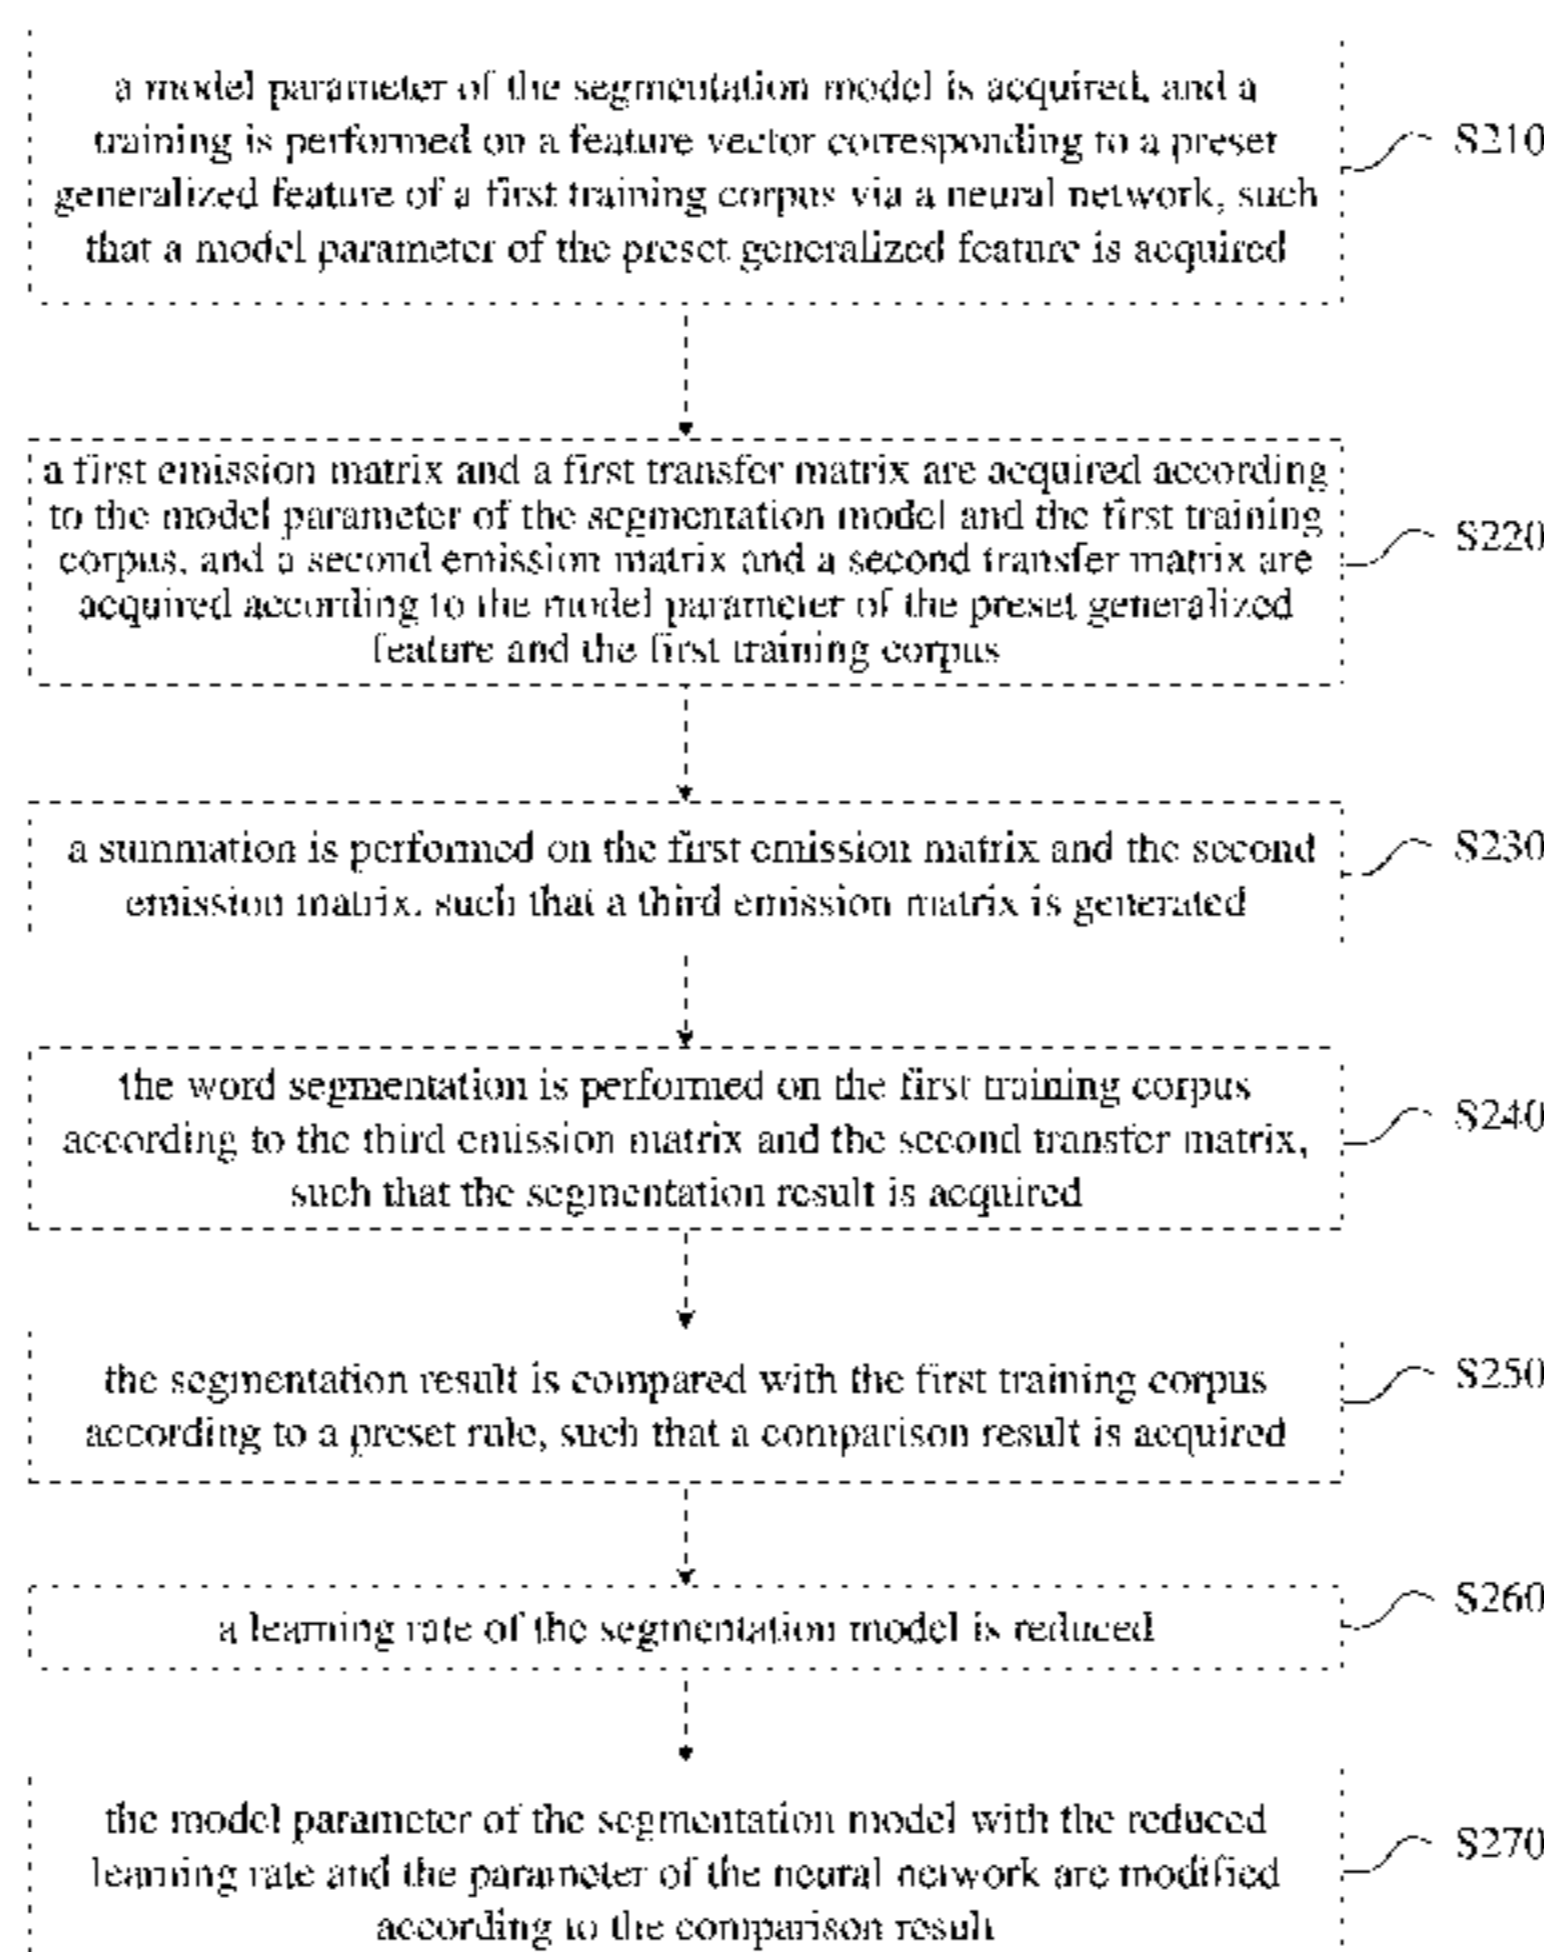 a model parameter of the segmentation model is acquired, and a
training is performed on a feature vector corresponding to a preset
generalized feature of a first training corpus via a neural network, such
that a model parameter of the preset generalized feature is acquired
S210
a first emission matrix and a first transfer matrix are acquired according
to the model parameter of the segmentation model and the first training
corpus, and a second emission matrix and a second transfer matrix are
acquired according to the model parameter of the preset generalized
feature and the first training corpus
S220
a summation is performed on the first emission matrix and the second
emission matrix, such that a third emission matrix is generated
S230
the word segmentation is performed on the first training corpus
according to the third emission matrix and the second transfer matrix,
such that the segmentation result is acquired
S240
the segmentation result is compared with the first training corpus
according to a preset rule, such that a comparison result is acquired
S250
a learning rate of the segmentation model is reduced
S260
the model parameter of the segmentation model with the reduced
learning rate and the parameter of the neural network are modified
according to the comparison result
S270